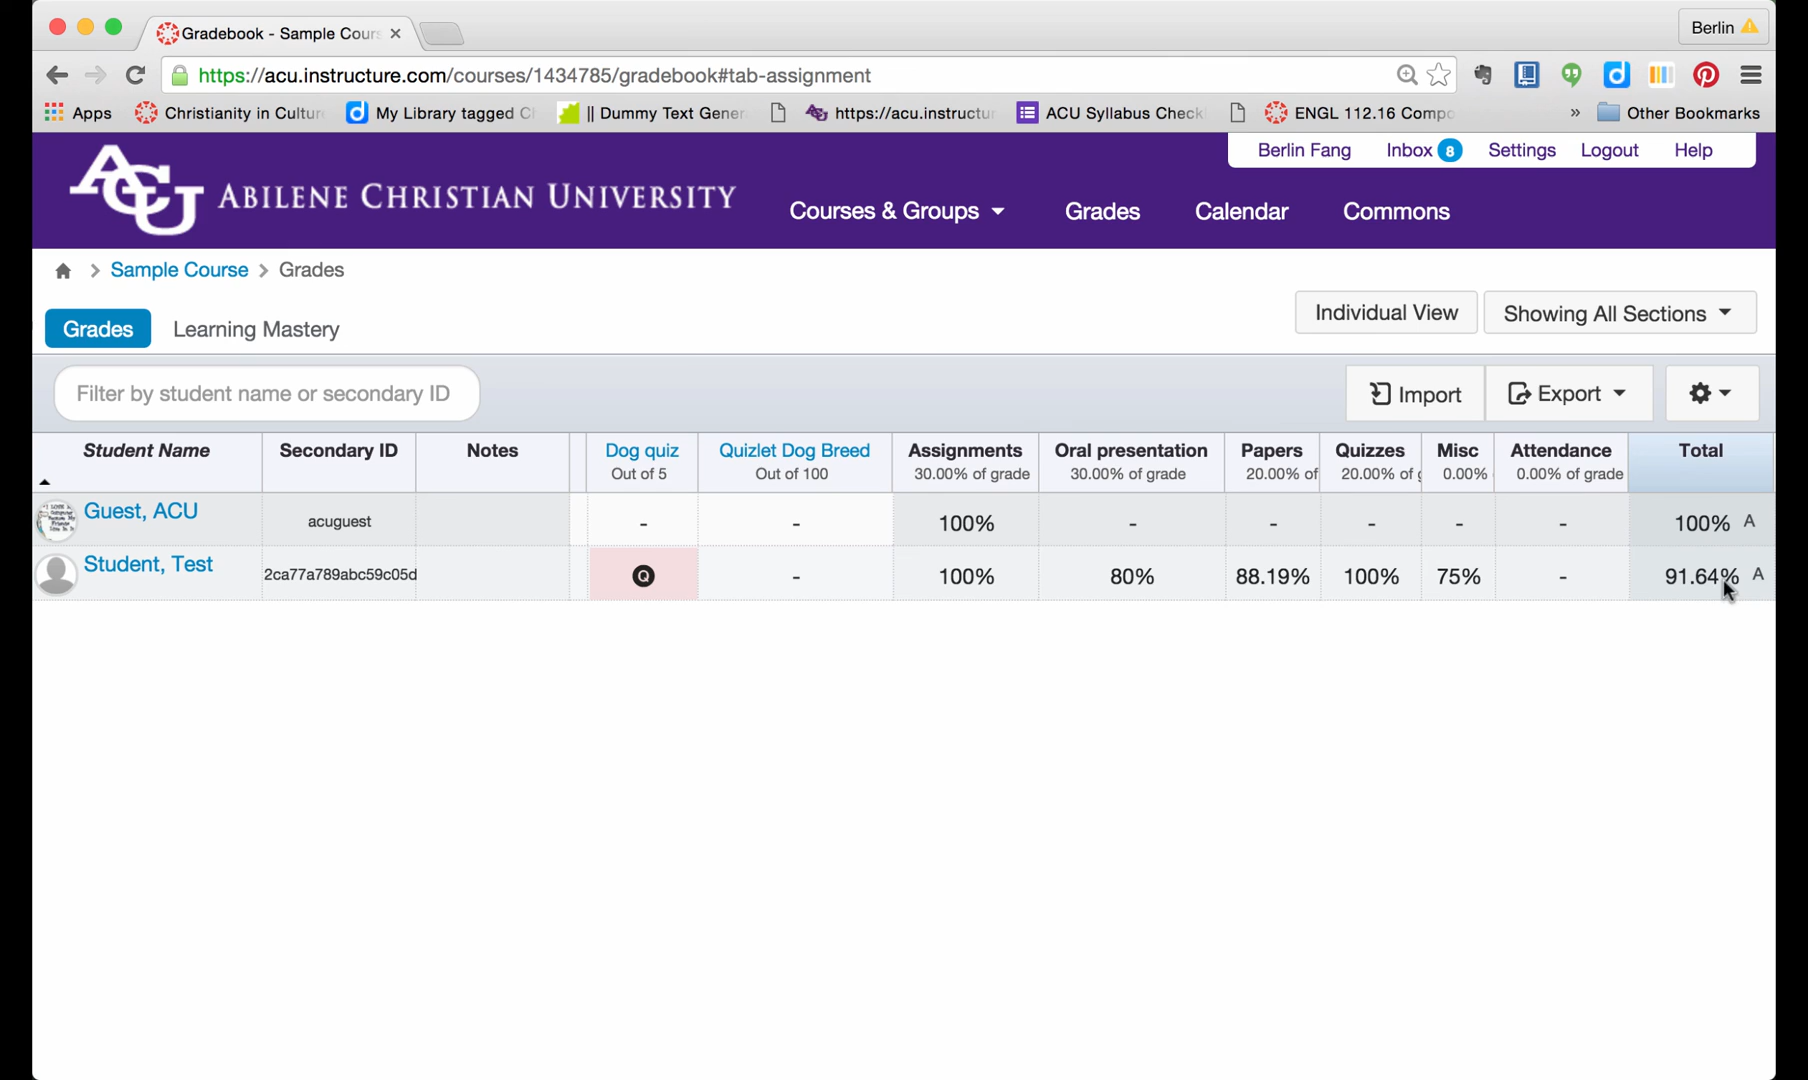 Gradebook - Sample Cours
Berlin
https://acu.instructure.com/courses/1434785/gradebook#tab-assignment
Apps
Christianity in Cultur
My Library tagged C
|| Dummy Text Gener
https://acu.instructu
ACU Syllabus Check
ENGL 112.16 Compo
»
Other Bookmarks
Berlin Fang
Inbox 8
Settings
Logout
Help
ACU ABILENE CHRISTIAN UNIVERSITY
Courses & Groups
Grades
Calendar
Commons
Sample Course > Grades
Individual View
Showing All Sections
Grades
Learning Mastery
Filter by student name or secondary ID
Import
Export
Student Name
Secondary ID
Notes
Dog quiz
Out of 5
Quizlet Dog Breed
Out of 100
Assignments
30.00% of grade
Oral presentation
30.00% of grade
Papers
20.00% of
Quizzes
20.00% of g
Misc
0.00%
Attendance
0.00% of grade
Total
Guest, ACU acuguest - - 100% - - - - - 100% A
Student, Test 2ca77a789abc59c05d Q - 100% 80% 88.19% 100% 75% - 91.64% A